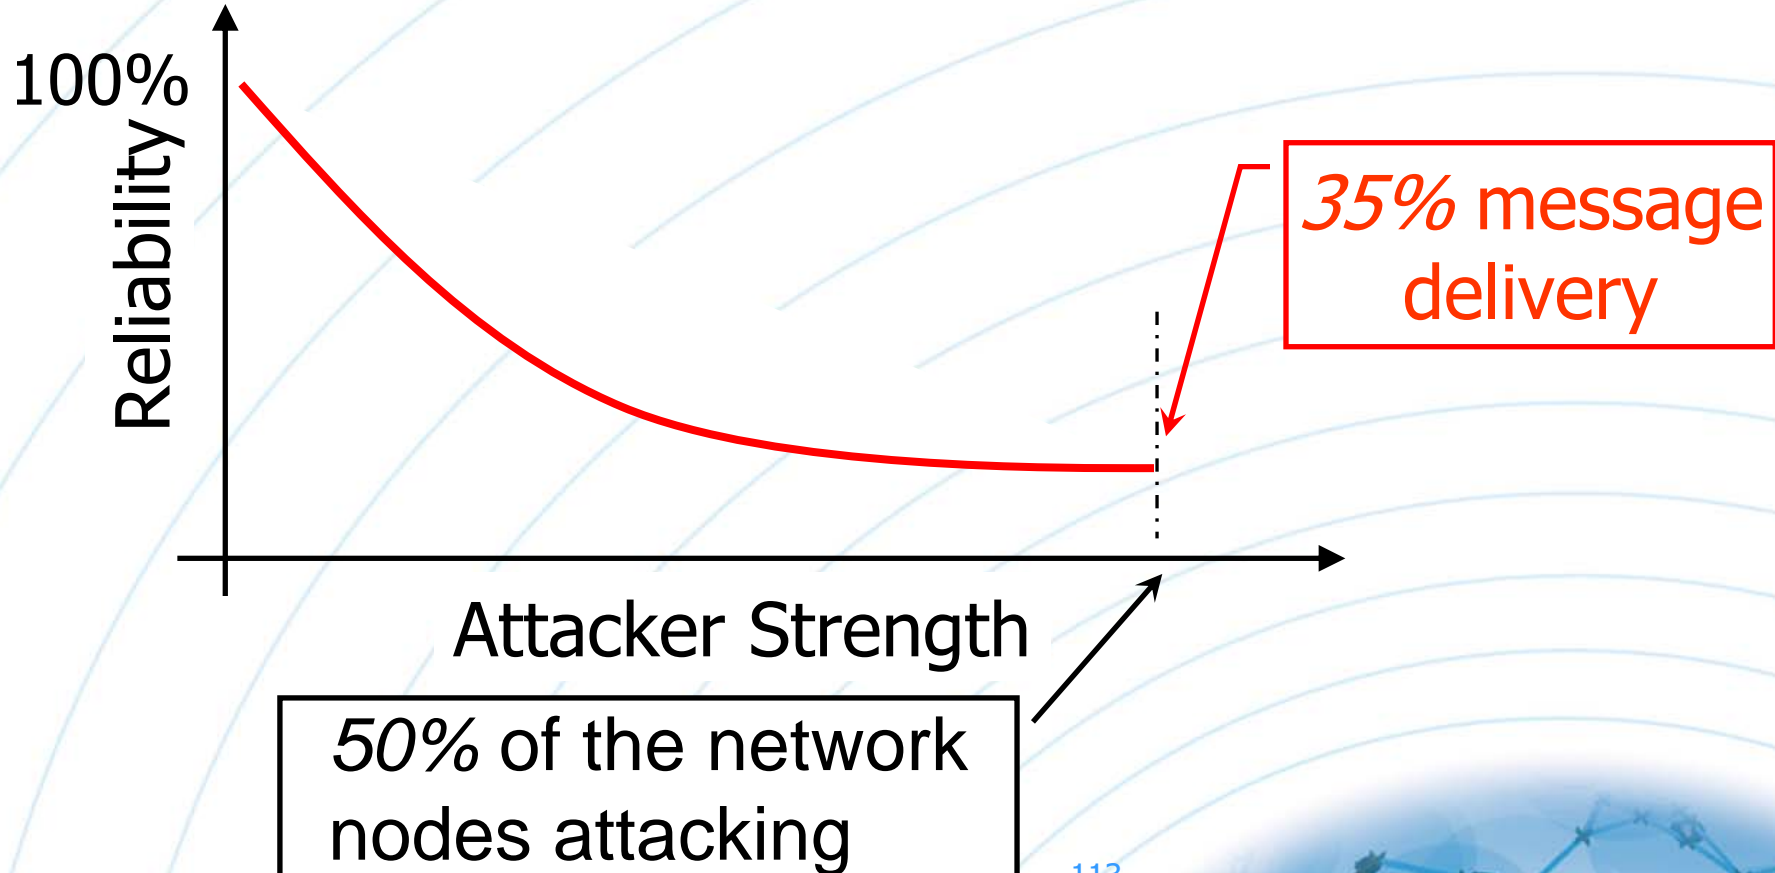 100%
Reliability
35% message
delivery
Attacker Strength
50% of the network
nodes attacking